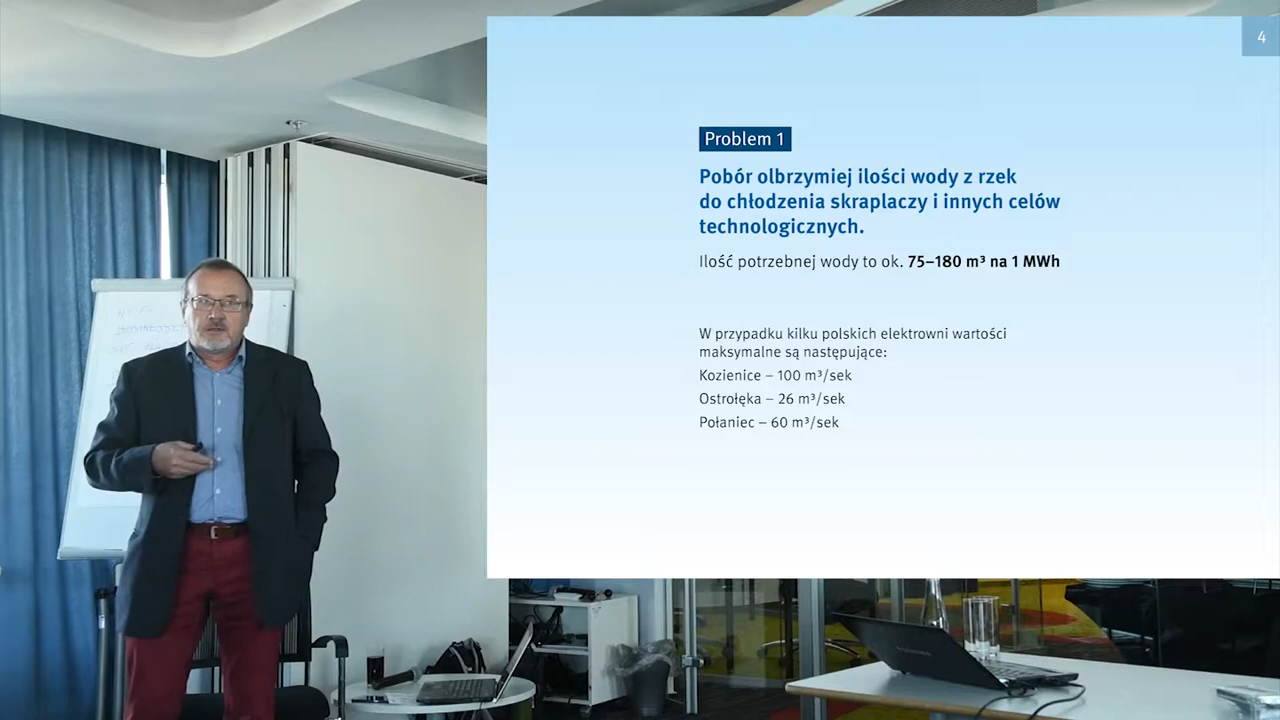 4
Problem 1
Pobór olbrzymiej ilości wody z rzek
do chłodzenia skraplaczy i innych celów
technologicznych.
Ilość potrzebnej wody to ok. 75–180 m³ na 1 MWh
W przypadku kilku polskich elektrowni wartości
maksymalne są następujące:
Kozienice – 100 m³/sek
Ostrołęka – 26 m³/sek
Połaniec – 60 m³/sek